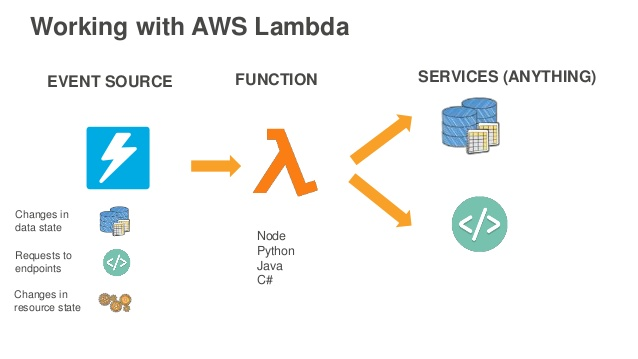 Working with AWS Lambda
EVENT SOURCE
FUNCTION
SERVICES (ANYTHING)
Changes in
data state
Requests to
endpoints
Changes in
resource state
Node
Python
Java
C#